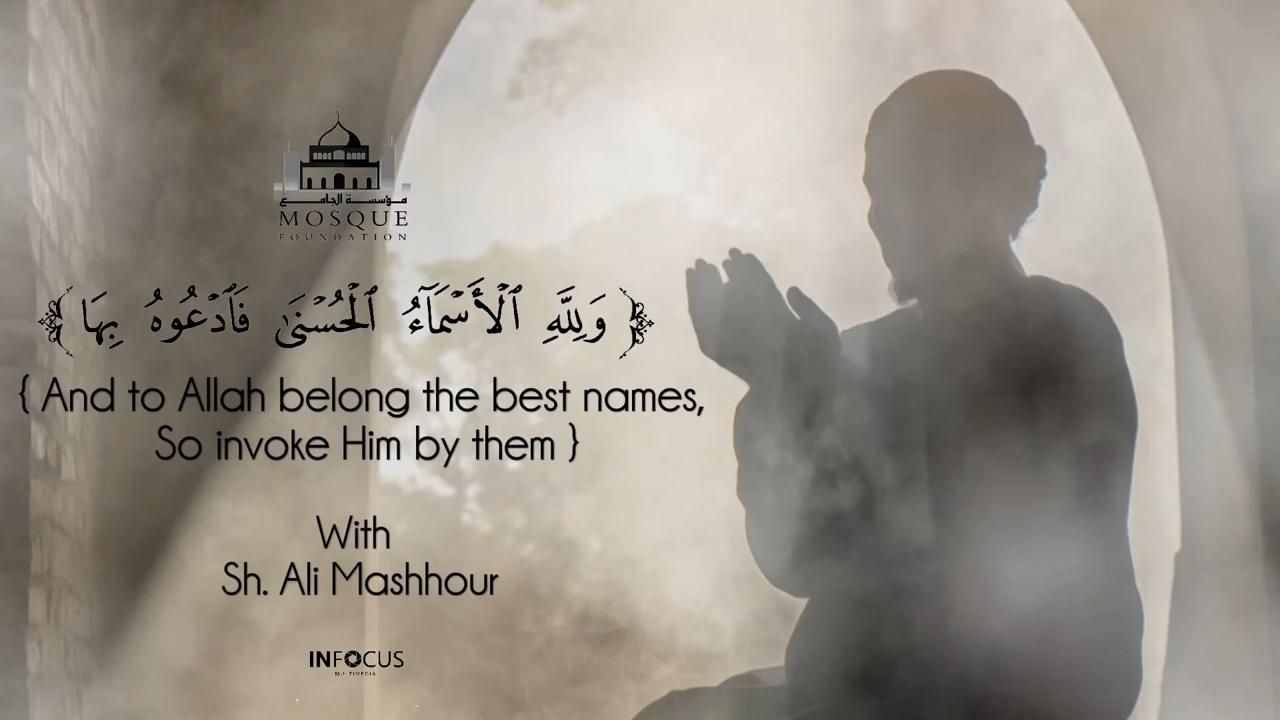 مؤسسة الجامع
MOSQUE
FOUNDATION
﴿ وَلِلَّهِ ٱلْأَسْمَآءُ ٱلْحُسْنَىٰ فَٱدْعُوهُ بِهَا ﴾
{ And to Allah belong the best names,
So invoke Him by them }
With
Sh. Ali Mashhour
INFOCUS
MULTIMEDIA